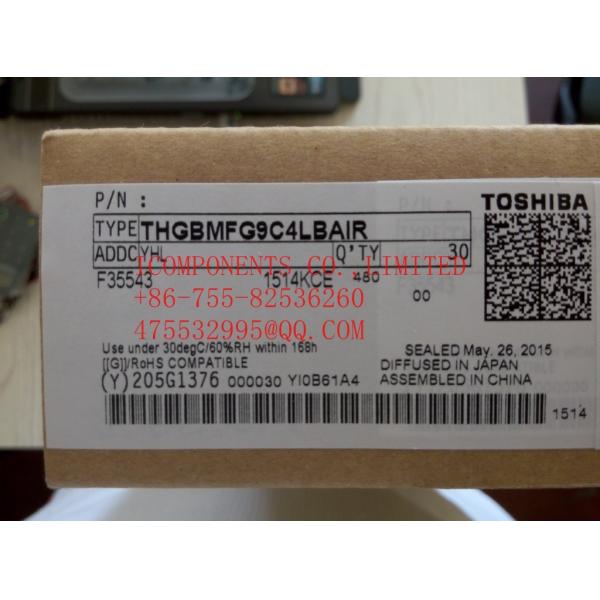 P/N :
TOSHIBA
TYPE THGBMFG9C4LBAIR
ADDC YHL Q'TY 30
ICOMPONENTS CO., LIMITED
F35543 1514KCE 480
+86-755-82536260
00
475532995@QQ.COM
Use under 30degC/60%RH within 168h
SEALED May. 26, 2015
[[G]]/RoHS COMPATIBLE
DIFFUSED IN JAPAN
(Y)205G1376 000030 YI0B61A4
ASSEMBLED IN CHINA
1514